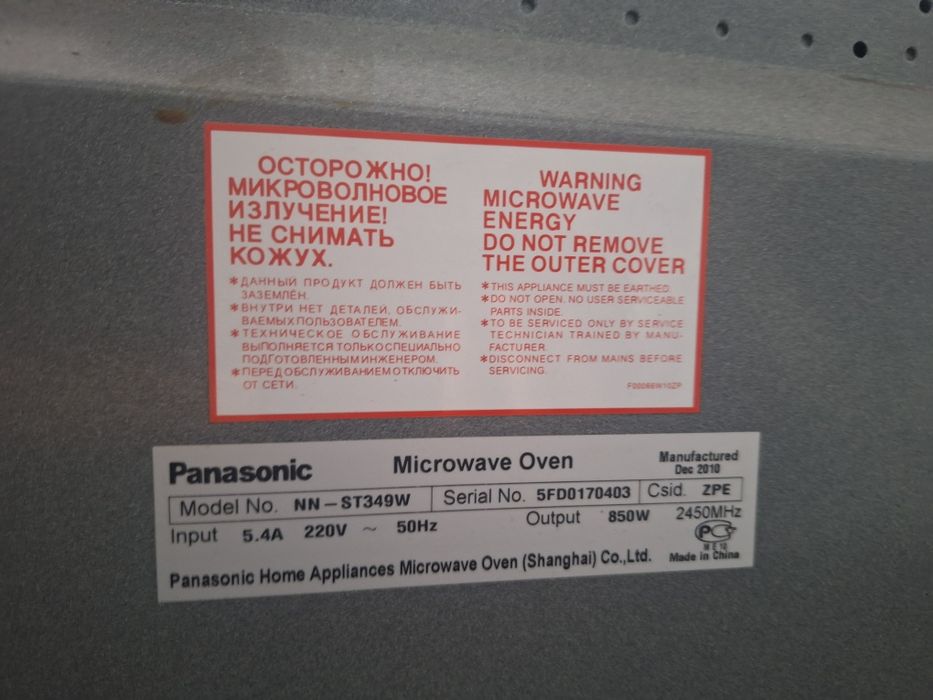 ОСТОРОЖНО!
МИКРОВОЛНОВОЕ
ИЗЛУЧЕНИЕ!
НЕ СНИМАТЬ
КОЖУХ.
*ДАННЫЙ ПРОДУКТ ДОЛЖЕН БЫТЬ
ЗАЗЕМЛЁН.
*ВНУТРИ НЕТ ДЕТАЛЕЙ, ОБСЛУЖИ-
ВАЕМЫХ ПОЛЬЗОВАТЕЛЕМ.
*ТЕХНИЧЕСКОЕ ОБСЛУЖИВАНИЕ
ВЫПОЛНЯЕТСЯ ТОЛЬКО СПЕЦИАЛЬНО
ПОДГОТОВЛЕННЫМ ИНЖЕНЕРОМ.
*ПЕРЕД ОБСЛУЖИВАНИЕМ ОТКЛЮЧИТЬ
ОТ СЕТИ.
WARNING
MICROWAVE
ENERGY
DO NOT REMOVE
THE OUTER COVER
*THIS APPLIANCE MUST BE EARTHED
*DO NOT OPEN. NO USER SERVICEABLE
PARTS INSIDE.
*TO BE SERVICED ONLY BY SERVICE
TECHNICIAN TRAINED BY MANU-
FACTURER.
*DISCONNECT FROM MAINS BEFORE
SERVICING.
F00066W10ZP
Panasonic Microwave Oven Manufactured
Dec 2010
Model No. NN-ST349W Serial No. 5FD0170403 Csid. ZPE
Input 5.4A 220V ~ 50Hz Output 850W 2450MHz
РС
ME10
Panasonic Home Appliances Microwave Oven (Shanghai) Co.,Ltd. Made in China